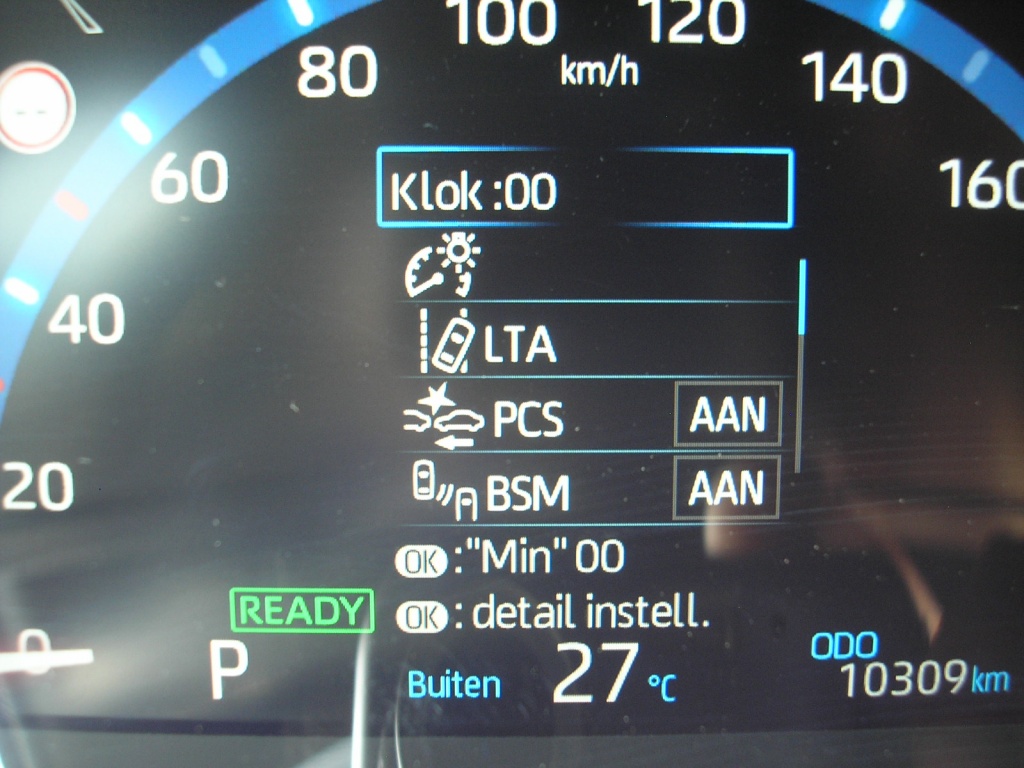 100 120
80 km/h 140
60 160
Klok :00
40 LTA
PCS AAN
20 BSM AAN
OK :"Min" 00
READY OK : detail instell.
0 P Buiten 27 °C ODO
10309 km